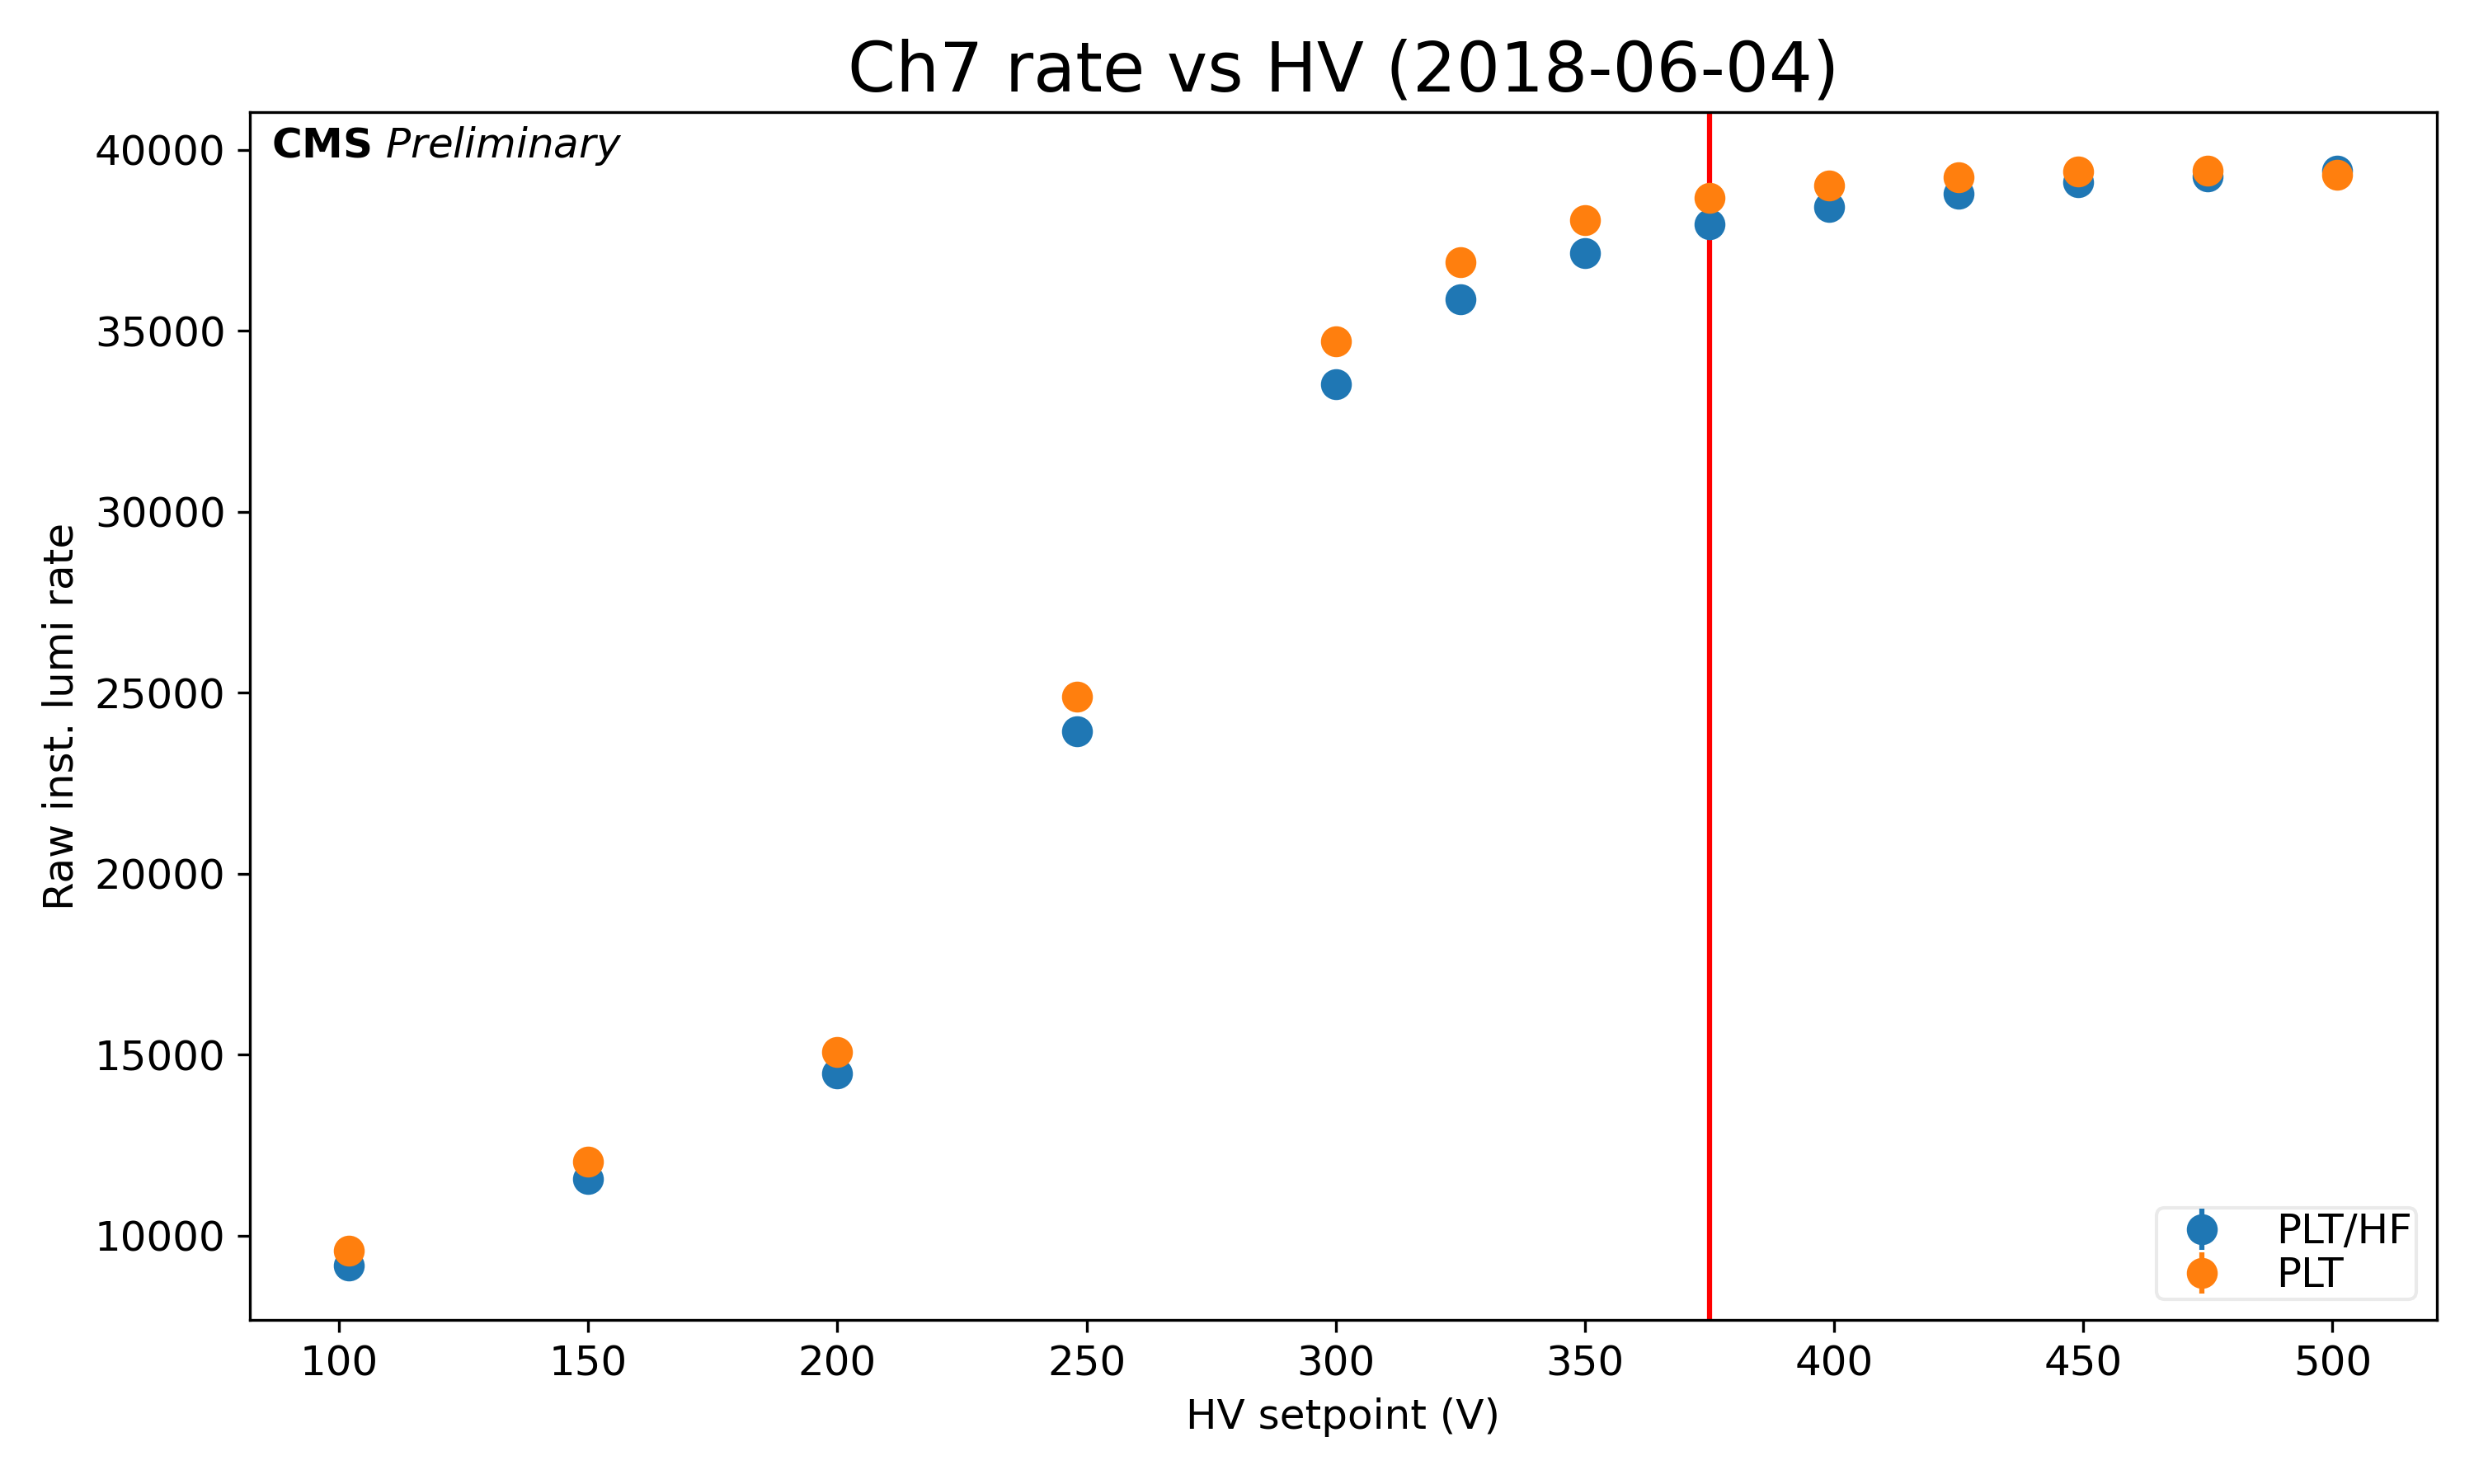 Ch7 rate vs HV (2018-06-04)
CMS Preliminary
40000
35000
30000
25000
20000
15000
10000
Raw inst. lumi rate
PLT/HF
PLT
100 150 200 250 300 350 400 450 500
HV setpoint (V)